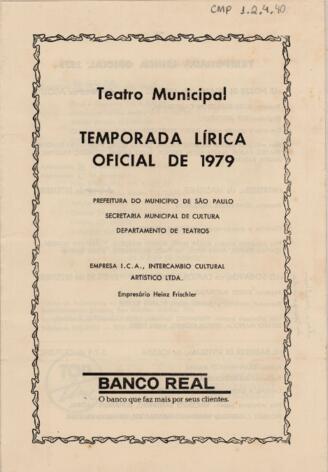 CMP 1.2.4.40
Teatro Municipal
TEMPORADA LÍRICA
OFICIAL DE 1979
PREFEITURA DO MUNICIPIO DE SÃO PAULO
SECRETARIA MUNICIPAL DE CULTURA
DEPARTAMENTO DE TEATROS
EMPRESA I.C.A., INTERCAMBIO CULTURAL
ARTISTICO LTDA.
Empresário Heinz Frischler
BANCO REAL
O banco que faz mais por seus clientes.